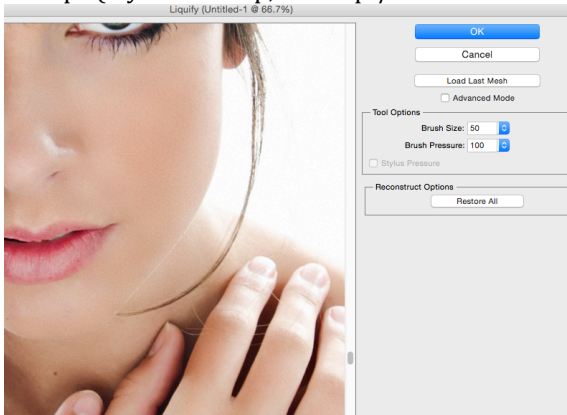 Liquify (Untitled-1 @ 66.7%)
OK
Cancel
Load Last Mesh
Advanced Mode
Tool Options
Brush Size: 50
Brush Pressure: 100
Stylus Pressure
Reconstruct Options
Restore All